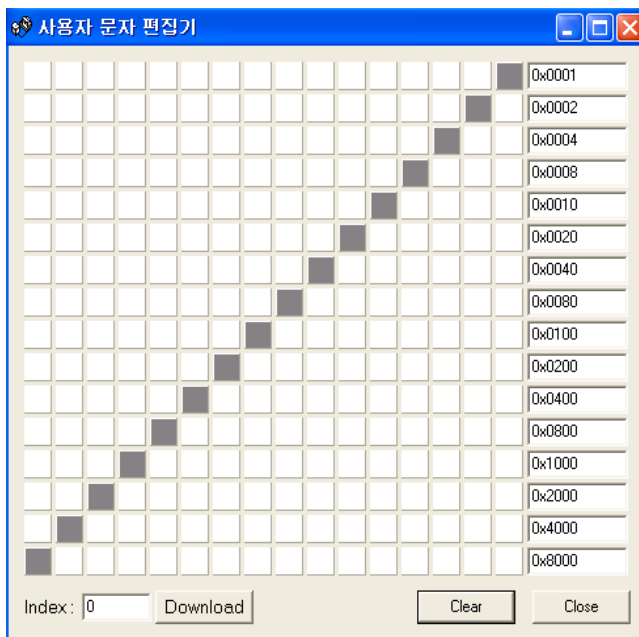 사용자 문자 편집기
0x0001
0x0002
0x0004
0x0008
0x0010
0x0020
0x0040
0x0080
0x0100
0x0200
0x0400
0x0800
0x1000
0x2000
0x4000
0x8000
Index : 0 Download Clear Close